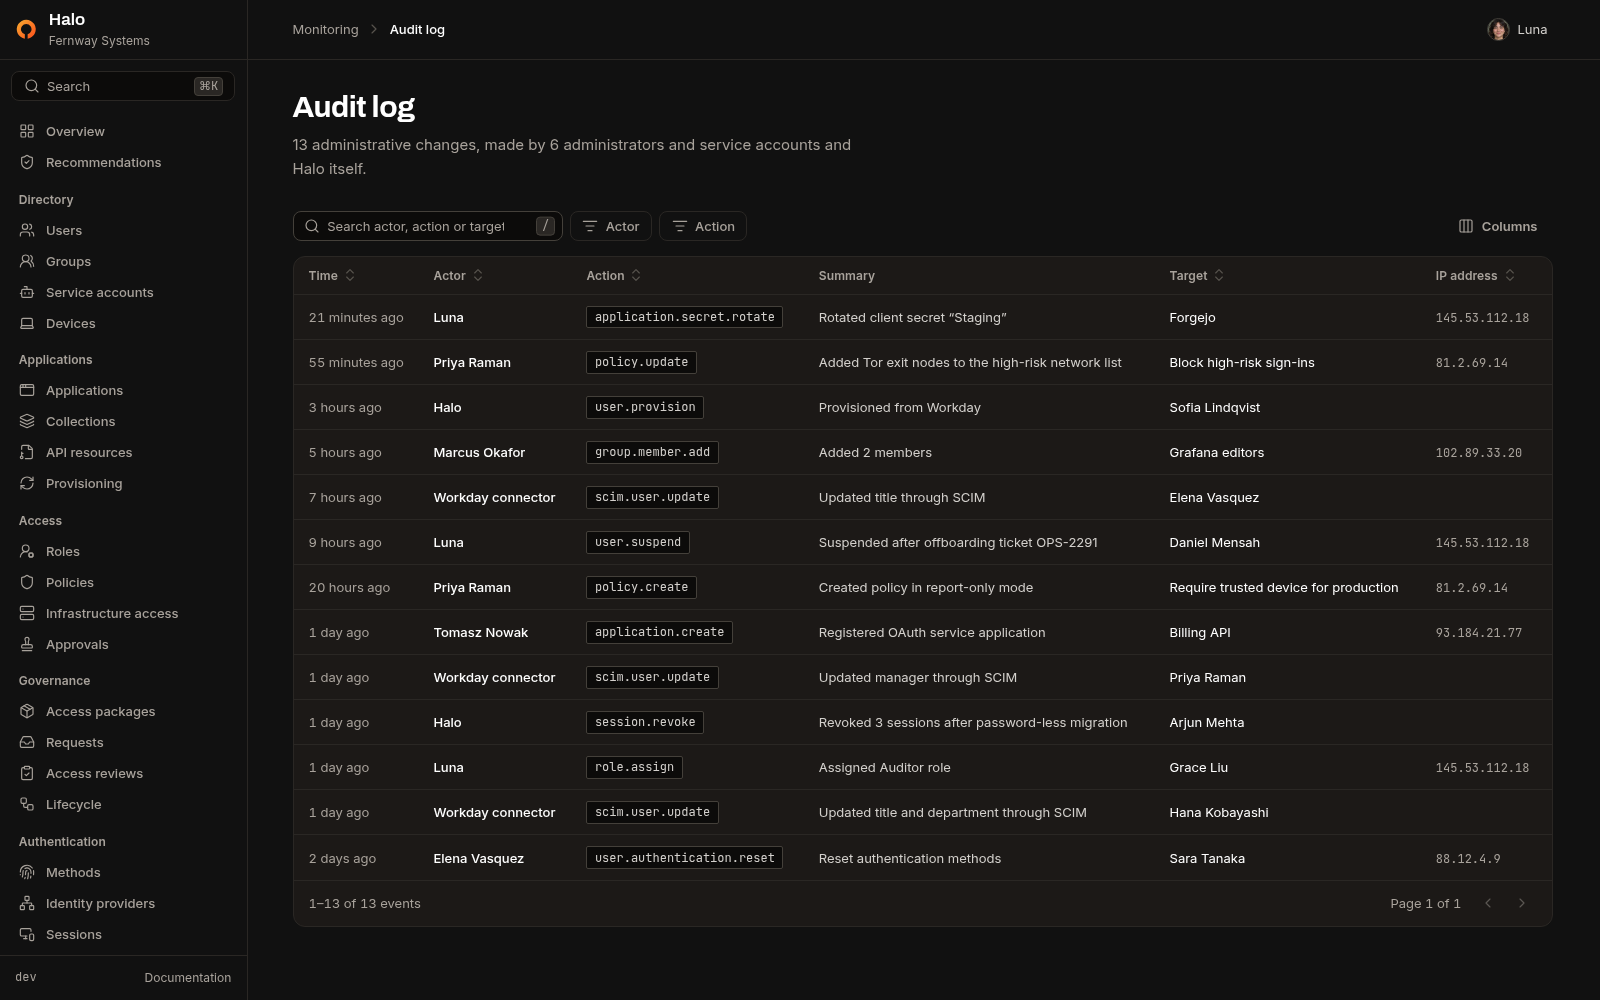 Halo
Fernway Systems
Search ⌘K
Overview
Recommendations
Directory
Users
Groups
Service accounts
Devices
Applications
Applications
Collections
API resources
Provisioning
Access
Roles
Policies
Infrastructure access
Approvals
Governance
Access packages
Requests
Access reviews
Lifecycle
Authentication
Methods
Identity providers
Sessions
dev Documentation
Monitoring Audit log Luna
Audit log
13 administrative changes, made by 6 administrators and service accounts and
Halo itself.
Search actor, action or target / Actor Action Columns
Time Actor Action Summary Target IP address
21 minutes ago Luna application.secret.rotate Rotated client secret “Staging” Forgejo 145.53.112.18
55 minutes ago Priya Raman policy.update Added Tor exit nodes to the high-risk network list Block high-risk sign-ins 81.2.69.14
3 hours ago Halo user.provision Provisioned from Workday Sofia Lindqvist
5 hours ago Marcus Okafor group.member.add Added 2 members Grafana editors 102.89.33.20
7 hours ago Workday connector scim.user.update Updated title through SCIM Elena Vasquez
9 hours ago Luna user.suspend Suspended after offboarding ticket OPS-2291 Daniel Mensah 145.53.112.18
20 hours ago Priya Raman policy.create Created policy in report-only mode Require trusted device for production 81.2.69.14
1 day ago Tomasz Nowak application.create Registered OAuth service application Billing API 93.184.21.77
1 day ago Workday connector scim.user.update Updated manager through SCIM Priya Raman
1 day ago Halo session.revoke Revoked 3 sessions after password-less migration Arjun Mehta
1 day ago Luna role.assign Assigned Auditor role Grace Liu 145.53.112.18
1 day ago Workday connector scim.user.update Updated title and department through SCIM Hana Kobayashi
2 days ago Elena Vasquez user.authentication.reset Reset authentication methods Sara Tanaka 88.12.4.9
1–13 of 13 events Page 1 of 1